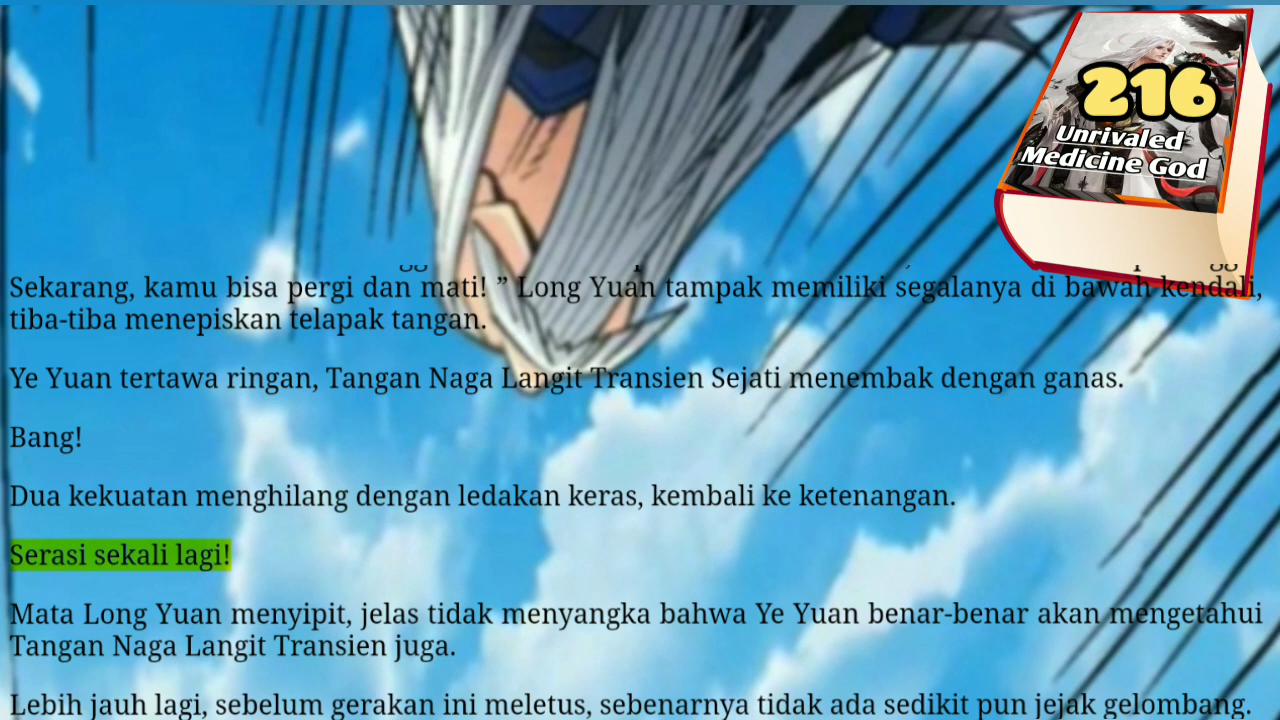 216
Unrivaled
Medicine God
Sekarang, kamu bisa pergi dan mati! ” Long Yuan tampak memiliki segalanya di bawah kendali,
tiba-tiba menepiskan telapak tangan.
Ye Yuan tertawa ringan, Tangan Naga Langit Transien Sejati menembak dengan ganas.
Bang!
Dua kekuatan menghilang dengan ledakan keras, kembali ke ketenangan.
Serasi sekali lagi!
Mata Long Yuan menyipit, jelas tidak menyangka bahwa Ye Yuan benar-benar akan mengetahui
Tangan Naga Langit Transien juga.
Lebih jauh lagi, sebelum gerakan ini meletus, sebenarnya tidak ada sedikit pun jejak gelombang.